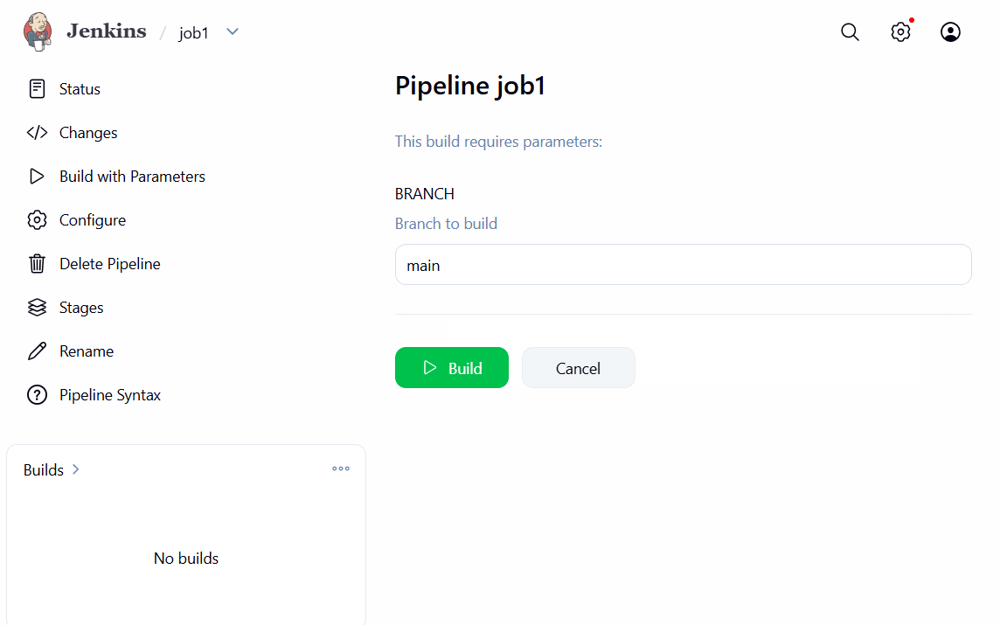 Jenkins / job1
Status
Changes
Build with Parameters
Configure
Delete Pipeline
Stages
Rename
Pipeline Syntax
Builds
No builds
Pipeline job1
This build requires parameters:
BRANCH
Branch to build
main
Build
Cancel